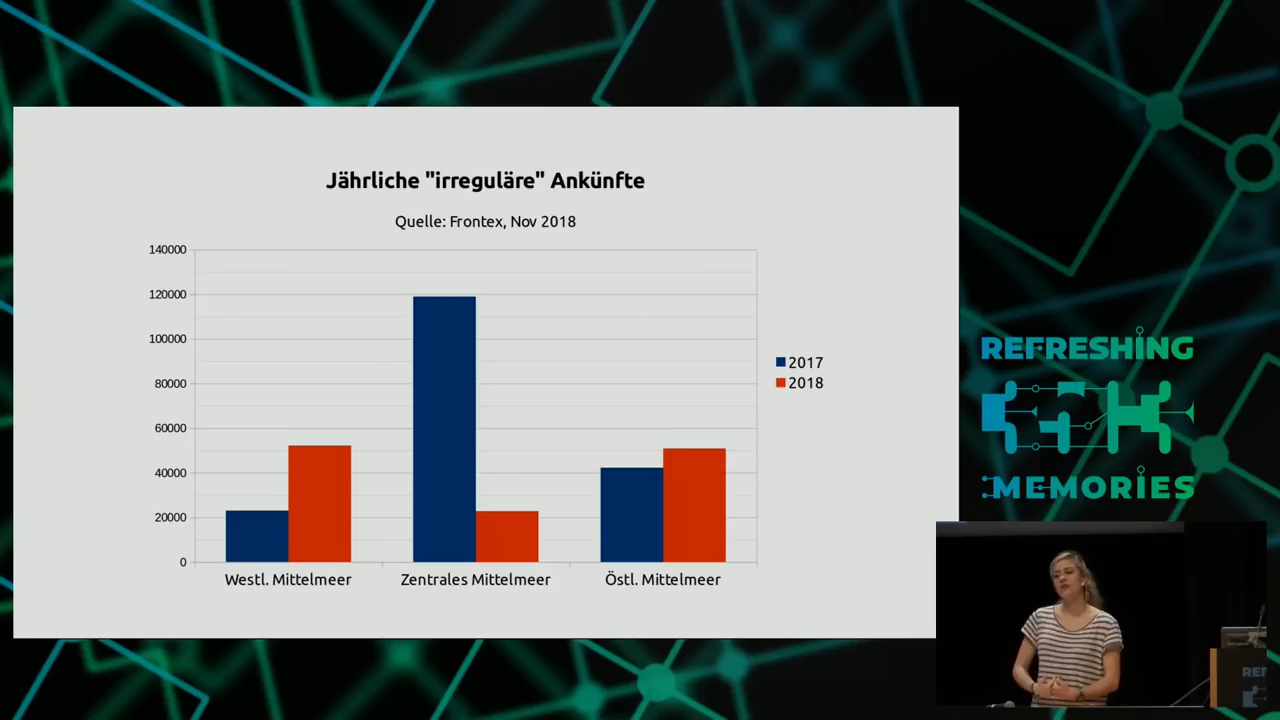 Jährliche "irreguläre" Ankünfte
Quelle: Frontex, Nov 2018
140000
120000
100000
80000
60000
40000
20000
0
Westl. Mittelmeer
Zentrales Mittelmeer
Östl. Mittelmeer
2017
2018
REFRESHING
MEMORIES
REF